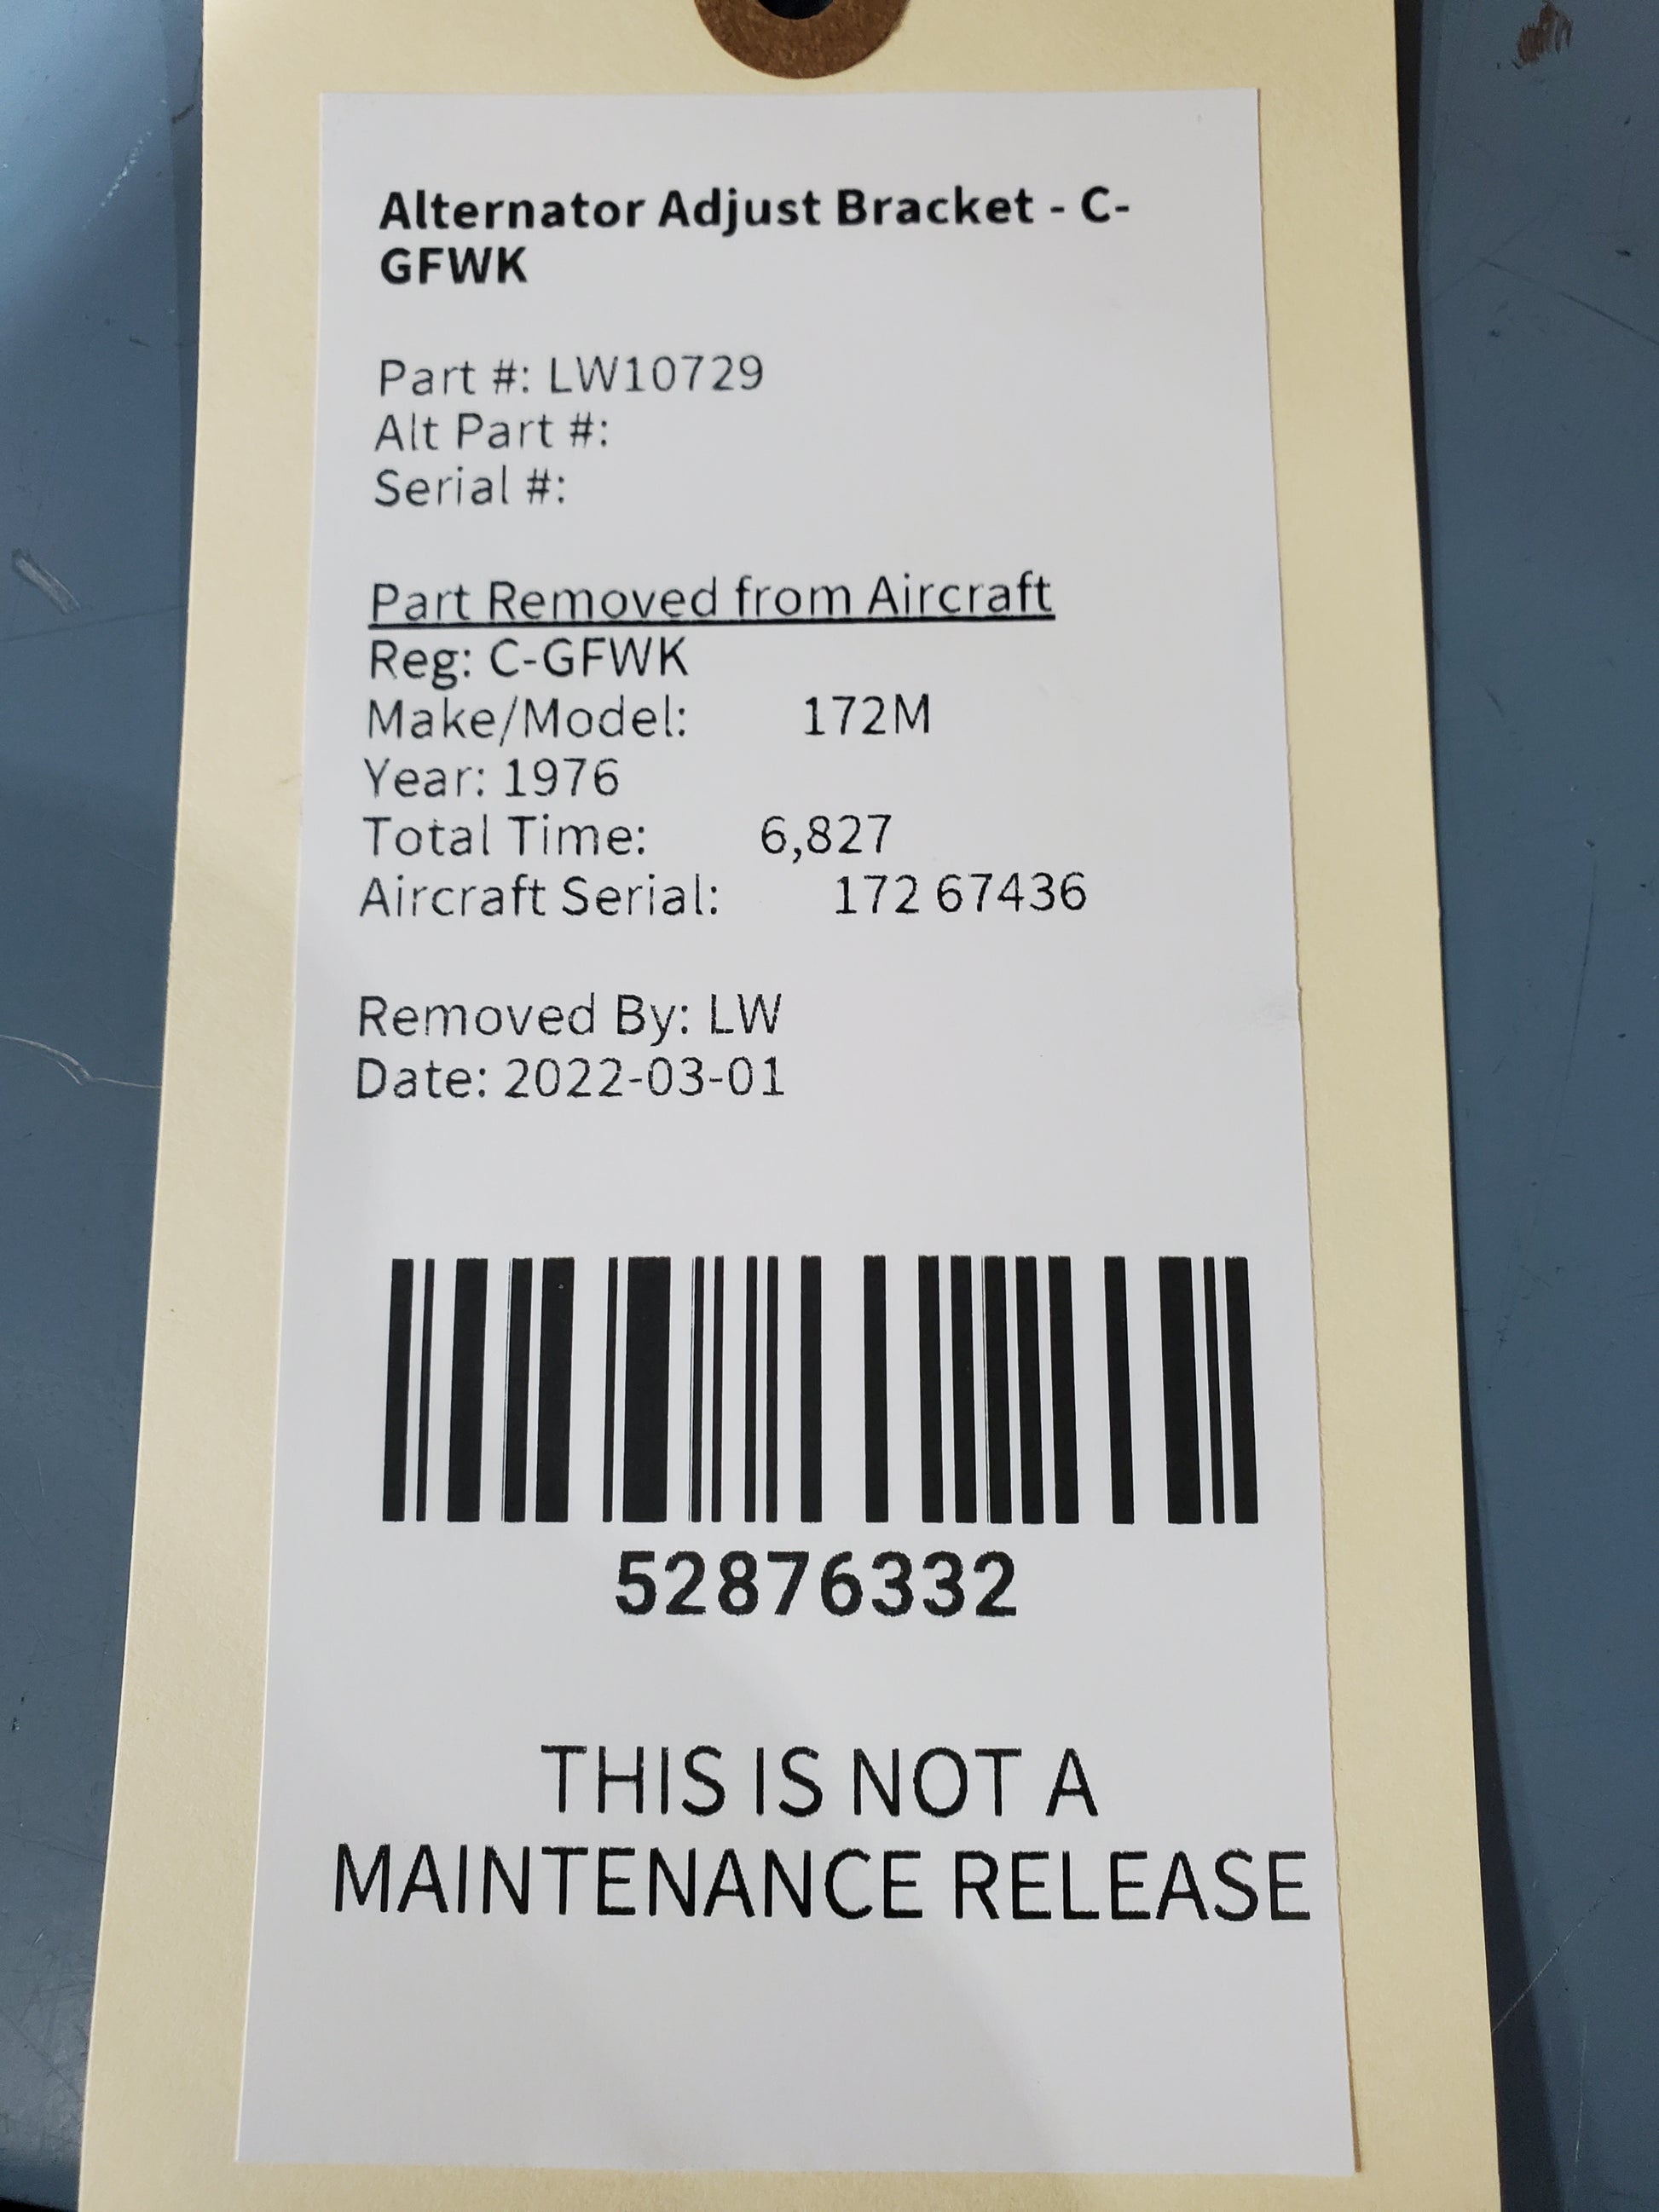 Alternator Adjust Bracket - C-
GFWK
Part #: LW10729
Alt Part #:
Serial #:
Part Removed from Aircraft
Reg: C-GFWK
Make/Model: 172M
Year: 1976
Total Time: 6,827
Aircraft Serial: 172 67436
Removed By: LW
Date: 2022-03-01
52876332
THIS IS NOT A
MAINTENANCE RELEASE